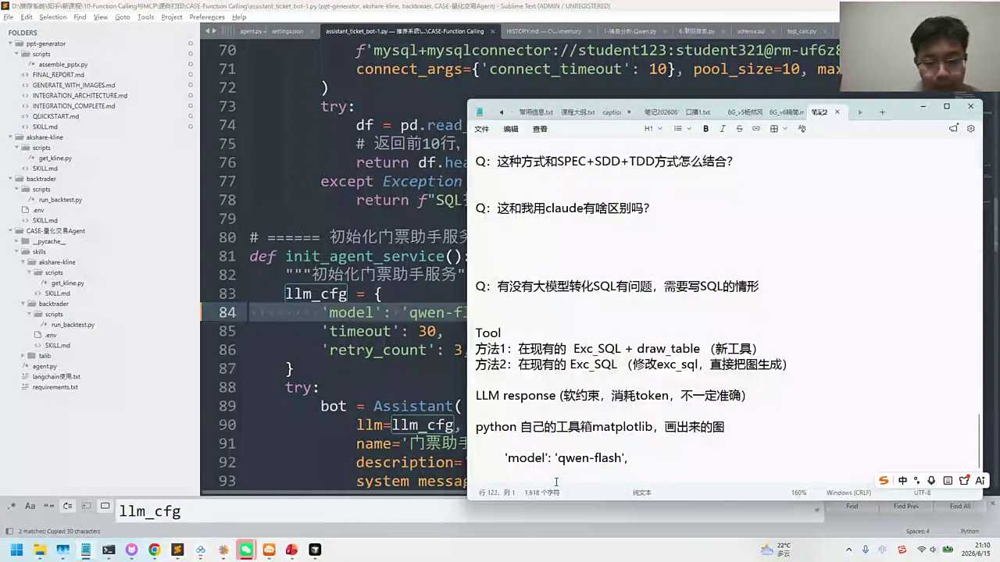 D:\推荐系统\知乎\新课程\10-Function Calling与MCP\课件打印\CASE-Function Calling\assistant_ticket_bot-1.py (ppt-generator, akshare-kline, backtrader, CASE-量化交易Agent) - Sublime Text (ADMIN / UNREGISTERED)
File Edit Selection Find View Goto Tools Project Preferences Help
FOLDERS
ppt-generator
scripts
assemble_pptx.py
FINAL_REPORT.md
GENERATE_WITH_IMAGES.md
INTEGRATION_ARCHITECTURE.md
INTEGRATION_COMPLETE.md
QUICKSTART.md
SKILL.md
akshare-kline
scripts
get_kline.py
SKILL.md
backtrader
scripts
run_backtest.py
.env
SKILL.md
CASE-量化交易Agent
__pycache__
skills
akshare-kline
scripts
get_kline.py
SKILL.md
backtrader
scripts
run_backtest.py
.env
SKILL.md
talib
agent.py
langchain使用.txt
requirements.txt
agent.py
settings.json
assistant_ticket_bot-1.py — 推荐系统\...\CASE-Function Calling
HISTORY.md — C:\...\memory
1-情感分析-Qwen.py
schema.sql
test_calc.py
70 f'mysql+mysqlconnector://student123:student321@rm-uf6z8
71 connect_args={'connect_timeout': 10}, pool_size=10, max
72 )
73 try:
74 df = pd.read_
75 # 返回前10行,
76 return df.hea
77 except Exception
78 return f"SQL
79
80 # ====== 初始化门票助手服务
81 def init_agent_service():
82 """初始化门票助手服务"
83 llm_cfg = {
84 'model': 'qwen-fl
85 'timeout': 30,
86 'retry_count': 3,
87 }
88 try:
89 bot = Assistant(
90 llm=llm_cfg,
91 name='门票助手
92 description=
93 system_messa
常用信息.txt 课程大纲.txt caption 笔记202606 口播1.txt 6G_v5杨然风 6G_v6精简.m 笔记2
文件 编辑 查看 H1 B I S
Q：这种方式和SPEC+SDD+TDD方式怎么结合？
Q：这和我用claude有啥区别吗？
Q：有没有大模型转化SQL有问题，需要写SQL的情形
Tool
方法1：在现有的 Exc_SQL + draw_table （新工具）
方法2：在现有的 Exc_SQL （修改exc_sql，直接把图生成）
LLM response (软约束，消耗token，不一定准确)
python 自己的工具箱matplotlib，画出来的图
'model': 'qwen-flash',
行 122，列 1 1,618 个字符 纯文本 160% Windows (CRLF) UTF-8
中
llm_cfg
Find Find Prev Find All
2 matches; Copied 30 characters
Spaces: 4 Python
22°C
多云
21:10
2026/6/15